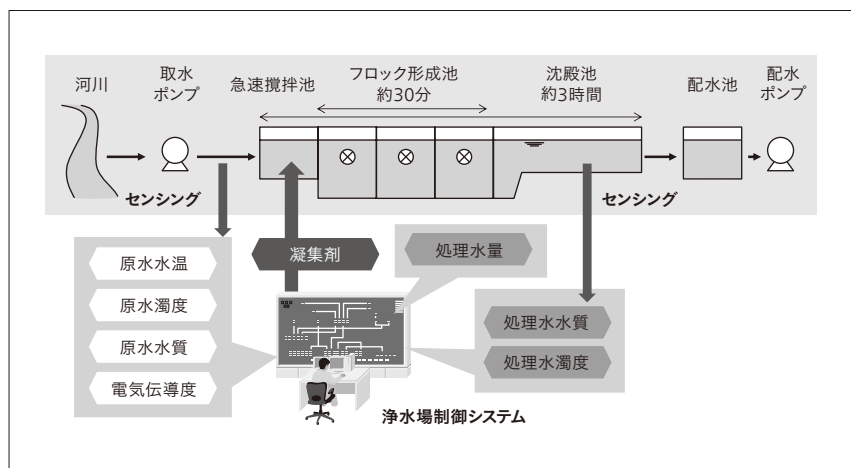 河川
取水
ポンプ
急速撹拌池
フロック形成池
約30分
沈殿池
約3時間
配水池
配水
ポンプ
センシング
センシング
原水水温
原水濁度
原水水質
電気伝導度
凝集剤
処理水量
処理水水質
処理水濁度
浄水場制御システム